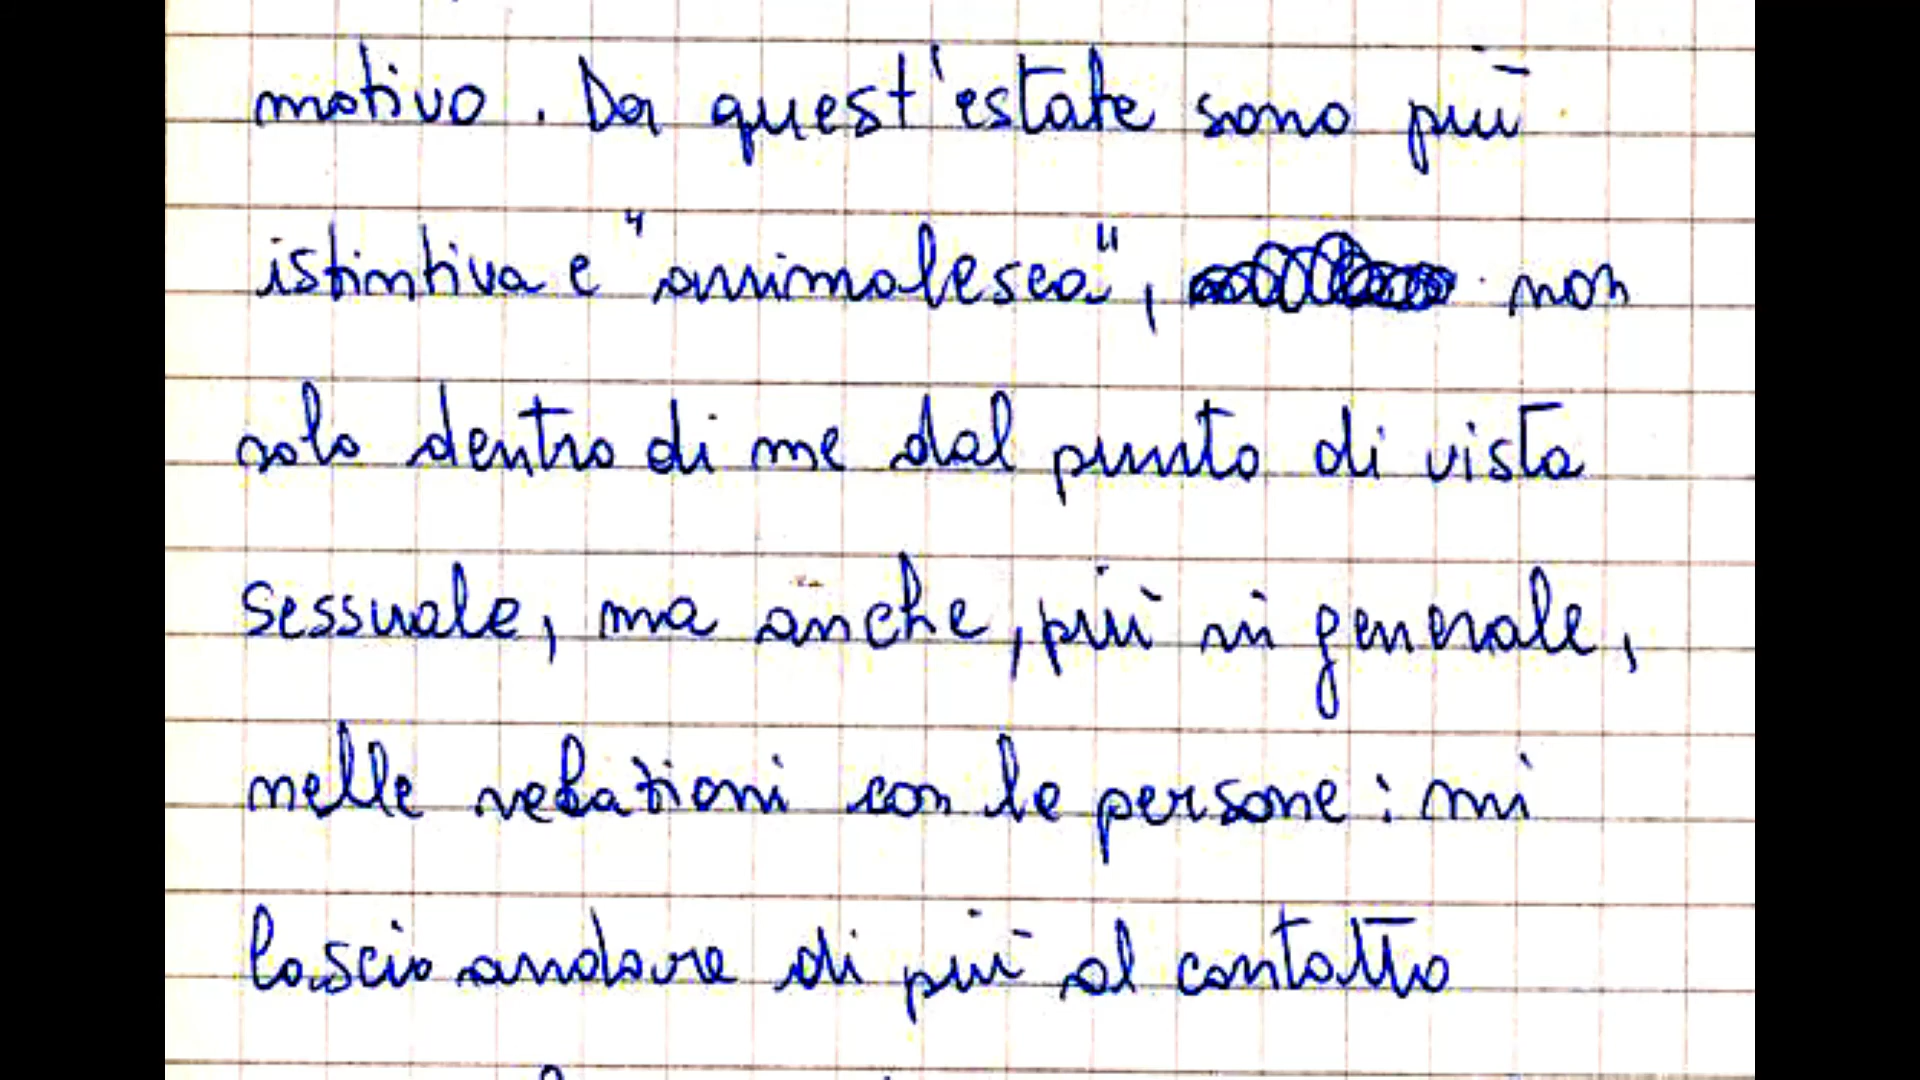 motivo. Da quest'estate sono più
istintiva e "animalesca", non
solo dentro di me dal punto di vista
sessuale, ma anche, più in generale,
nelle relazioni con le persone: mi
lascio andare di più al contatto